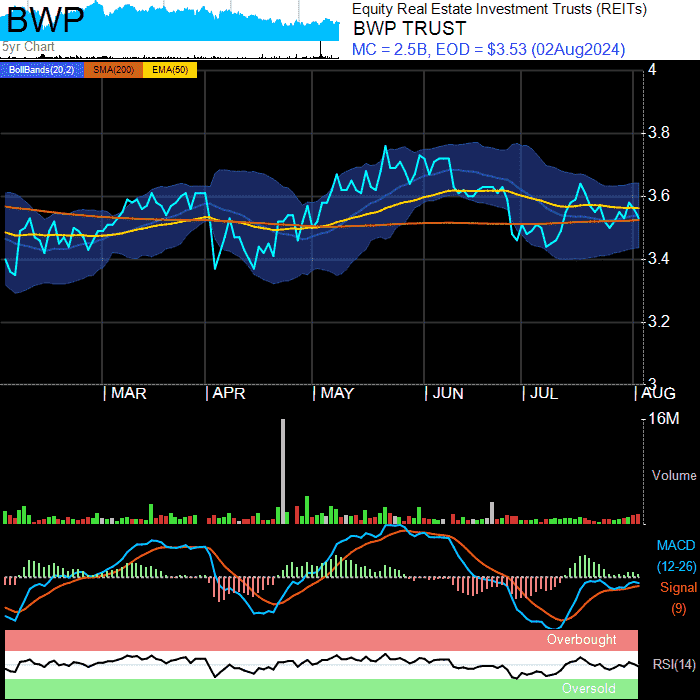 BWP
5yr Chart
Equity Real Estate Investment Trusts (REITs)
BWP TRUST
MC = 2.5B, EOD = $3.53 (02Aug2024)
BollBands(20,2) SMA(200) EMA(50)
4
3.8
3.6
3.4
3.2
3
MAR APR MAY JUN JUL AUG
16M
Volume
MACD
(12-26)
Signal
(9)
Overbought
RSI(14)
Oversold